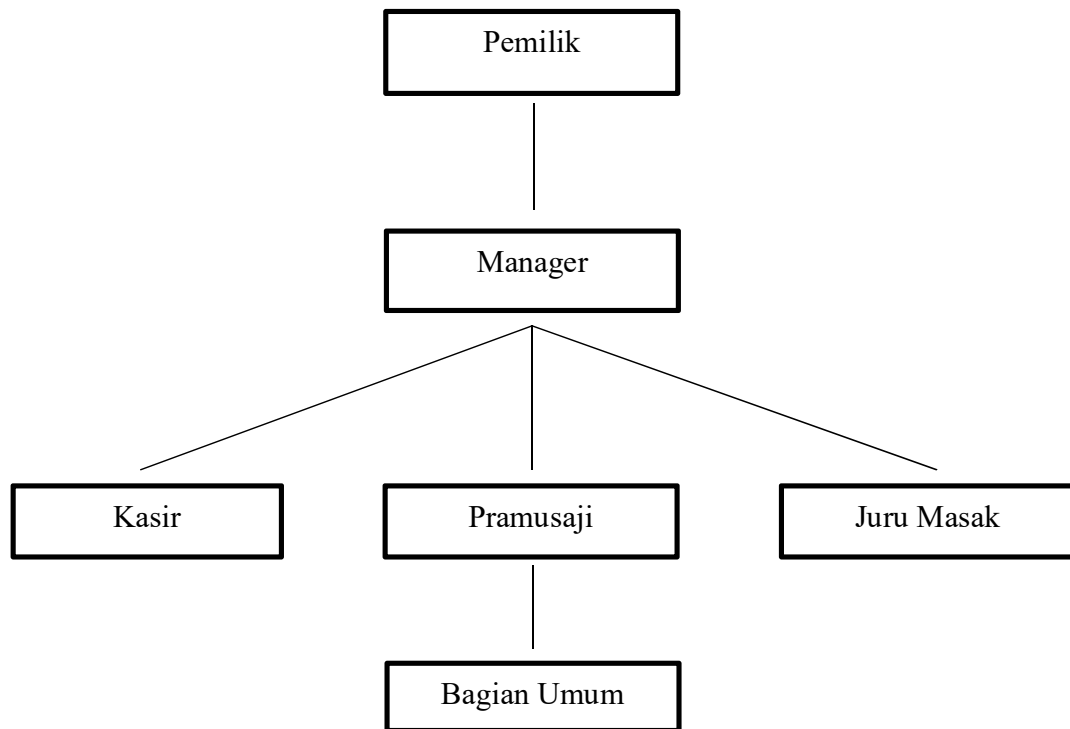 Pemilik
Manager
Kasir
Pramusaji
Juru Masak
Bagian Umum